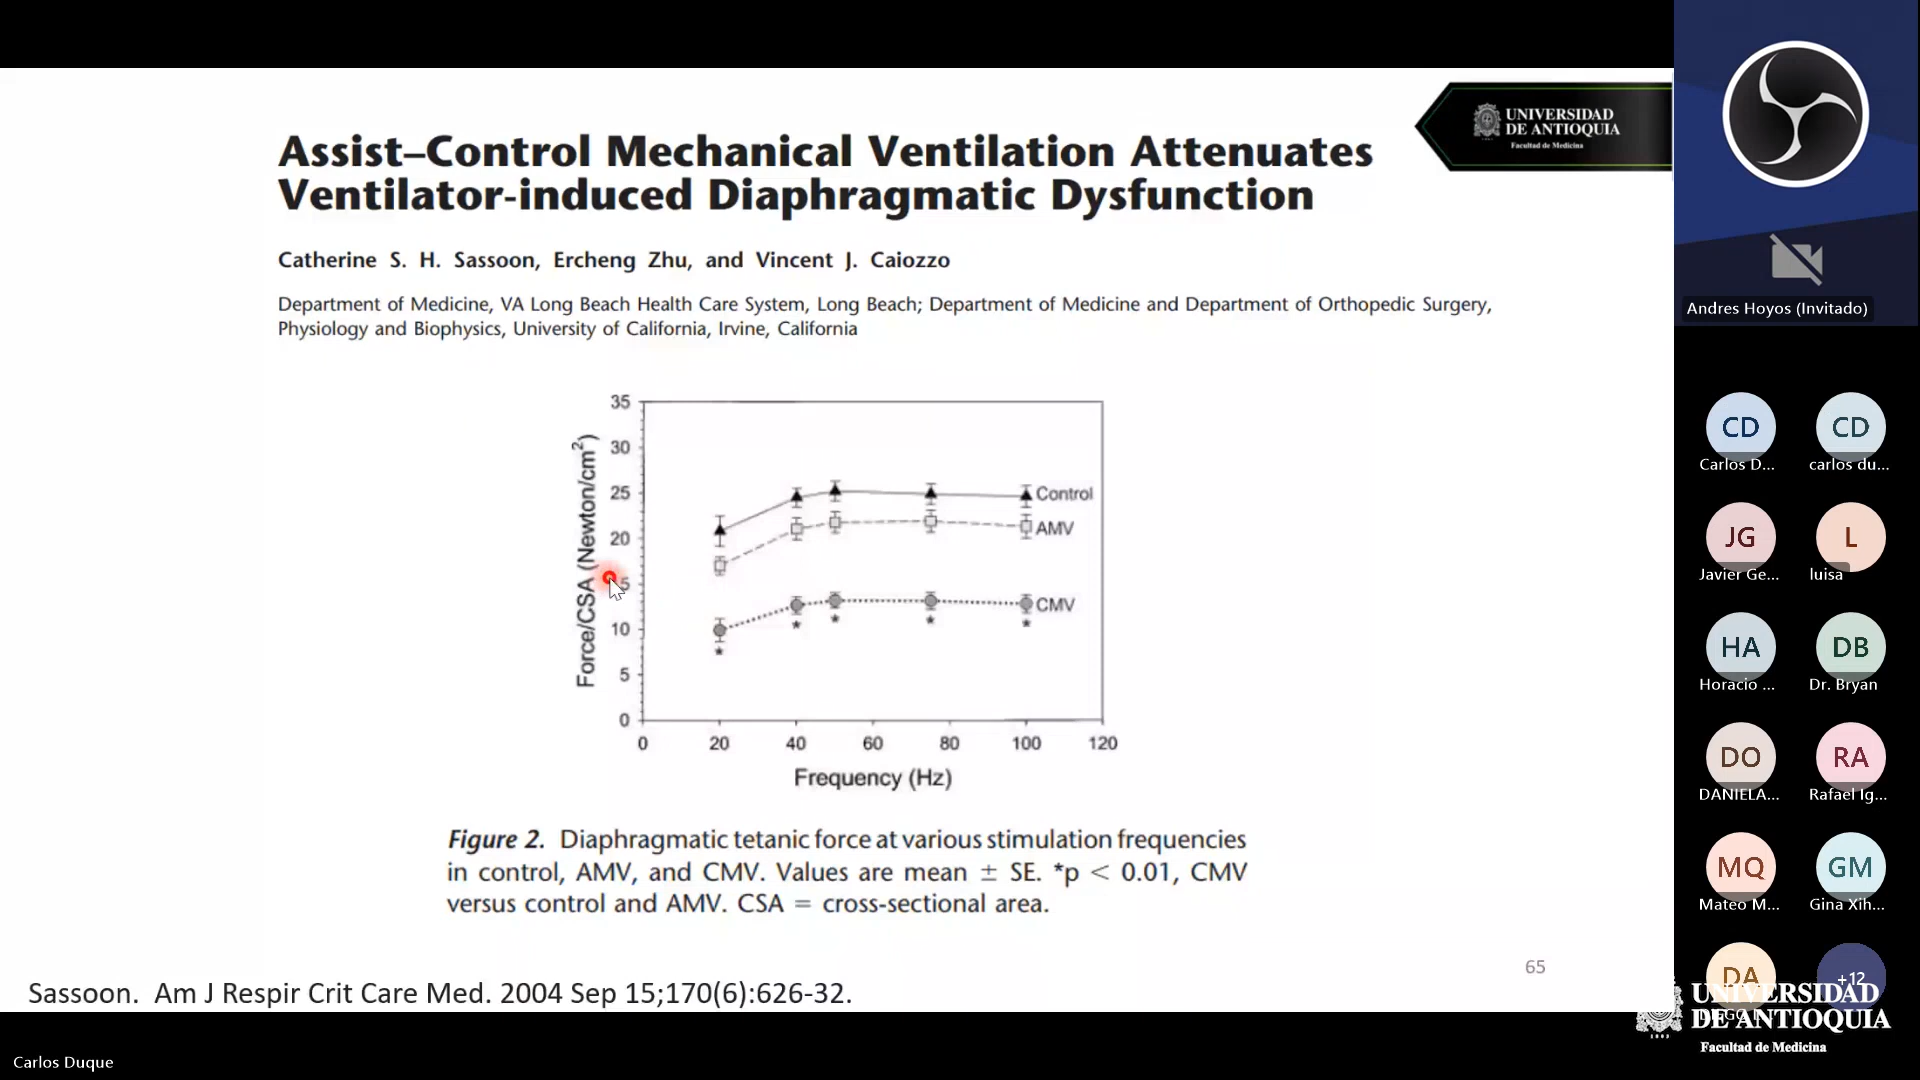 UNIVERSIDAD
DE ANTIOQUIA
Facultad de Medicina
Assist–Control Mechanical Ventilation Attenuates
Ventilator-induced Diaphragmatic Dysfunction
Catherine S. H. Sassoon, Ercheng Zhu, and Vincent J. Caiozzo
Department of Medicine, VA Long Beach Health Care System, Long Beach; Department of Medicine and Department of Orthopedic Surgery,
Physiology and Biophysics, University of California, Irvine, California
Force/CSA (Newton/cm²)
35
30
25
20
5
10
5
0
Control
AMV
CMV
*
*
*
*
*
0 20 40 60 80 100 120
Frequency (Hz)
Figure 2. Diaphragmatic tetanic force at various stimulation frequencies
in control, AMV, and CMV. Values are mean ± SE. *p < 0.01, CMV
versus control and AMV. CSA = cross-sectional area.
65
Sassoon. Am J Respir Crit Care Med. 2004 Sep 15;170(6):626-32.
Carlos Duque
Andres Hoyos (Invitado)
CD CD
Carlos D... carlos du...
JG L
Javier Ge... luisa
HA DB
Horacio ... Dr. Bryan
DO RA
DANIELA... Rafael Ig...
MQ GM
Mateo M... Gina Xih...
DA +12
UNIVERSIDAD
DE ANTIOQUIA
Facultad de Medicina